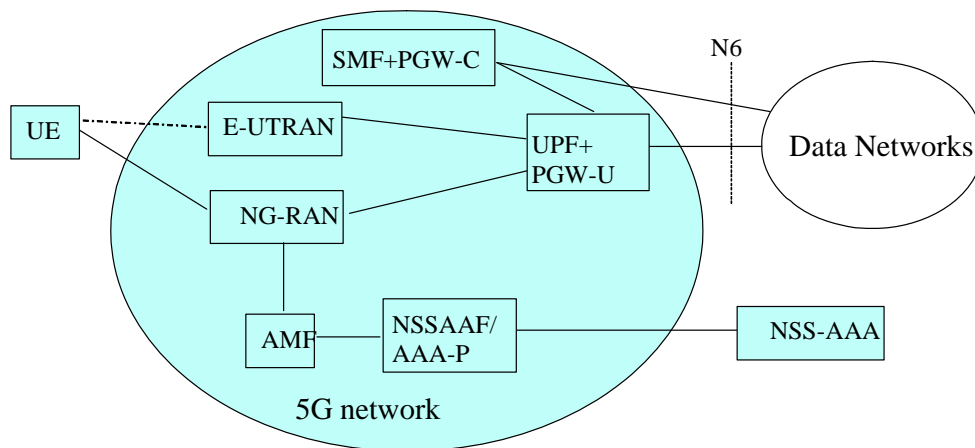 SMF+PGW-C
N6
UE
E-UTRAN
UPF+
PGW-U
Data Networks
NG-RAN
AMF
NSSAAF/
AAA-P
NSS-AAA
5G network